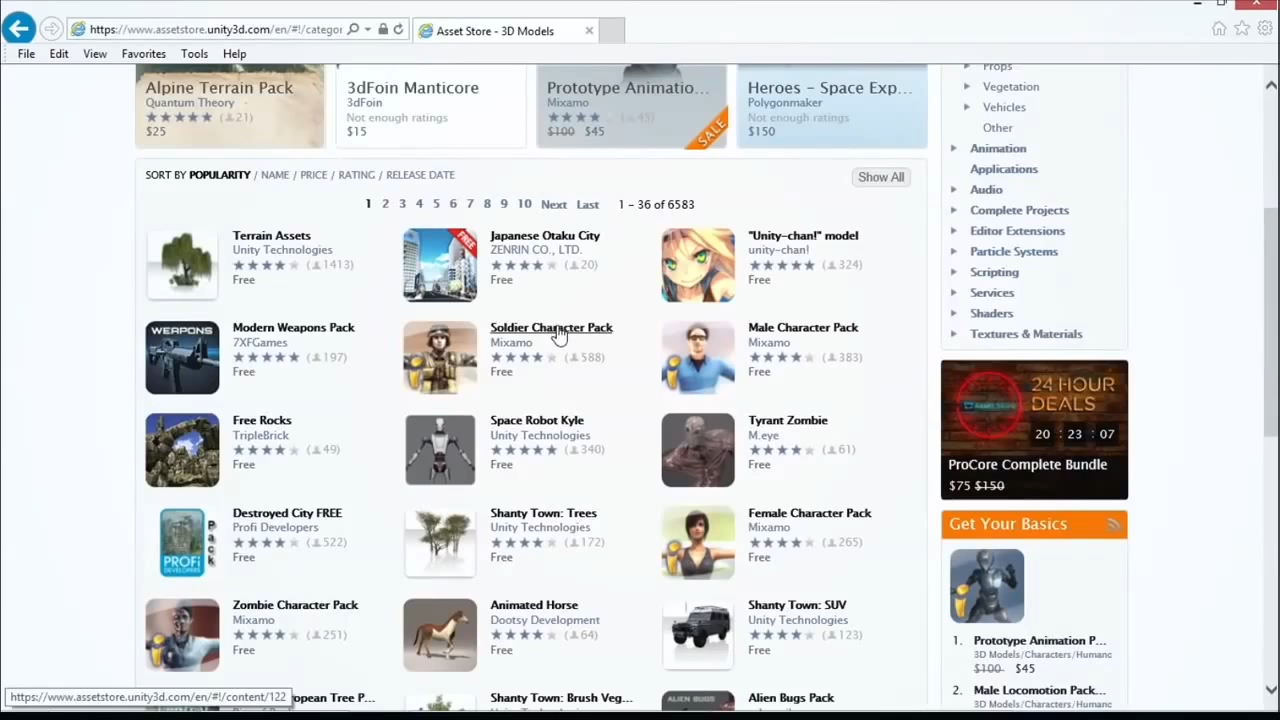 https://www.assetstore.unity3d.com/en/#!/categor
Asset Store - 3D Models
File Edit View Favorites Tools Help
Alpine Terrain Pack
Quantum Theory
(21)
$25
3dFoin Manticore
3dFoin
Not enough ratings
$15
Prototype Animatio...
Mixamo
(45)
$100 $45
SALE
Heroes - Space Exp...
Polygonmaker
Not enough ratings
$150
SORT BY POPULARITY / NAME / PRICE / RATING / RELEASE DATE
Show All
1 2 3 4 5 6 7 8 9 10 Next Last 1 - 36 of 6583
Terrain Assets
Unity Technologies
(1413)
Free
FREE
Japanese Otaku City
ZENRIN CO., LTD.
(20)
Free
"Unity-chan!" model
unity-chan!
(324)
Free
WEAPONS
Modern Weapons Pack
7XFGames
(197)
Free
Soldier Character Pack
Mixamo
(588)
Free
Male Character Pack
Mixamo
(383)
Free
Free Rocks
TripleBrick
(49)
Free
Space Robot Kyle
Unity Technologies
(340)
Free
Tyrant Zombie
M.eye
(61)
Free
PROFi
DEVELOPERS
Pack
Destroyed City FREE
Profi Developers
(522)
Free
Shanty Town: Trees
Unity Technologies
(172)
Free
Female Character Pack
Mixamo
(265)
Free
Zombie Character Pack
Mixamo
(251)
Free
Animated Horse
Dootsy Development
(64)
Free
Shanty Town: SUV
Unity Technologies
(123)
Free
ropean Tree P...
Shanty Town: Brush Veg...
ALIEN BUGS
Alien Bugs Pack
https://www.assetstore.unity3d.com/en/#!/content/122
Props
Vegetation
Vehicles
Other
Animation
Applications
Audio
Complete Projects
Editor Extensions
Particle Systems
Scripting
Services
Shaders
Textures & Materials
Asset Store
24 HOUR
DEALS
20 : 23 : 07
ProCore Complete Bundle
$75 $150
Get Your Basics
1. Prototype Animation P...
3D Models/Characters/Humanc
$100 $45
2. Male Locomotion Pack...
3D Models/Characters/Humanc